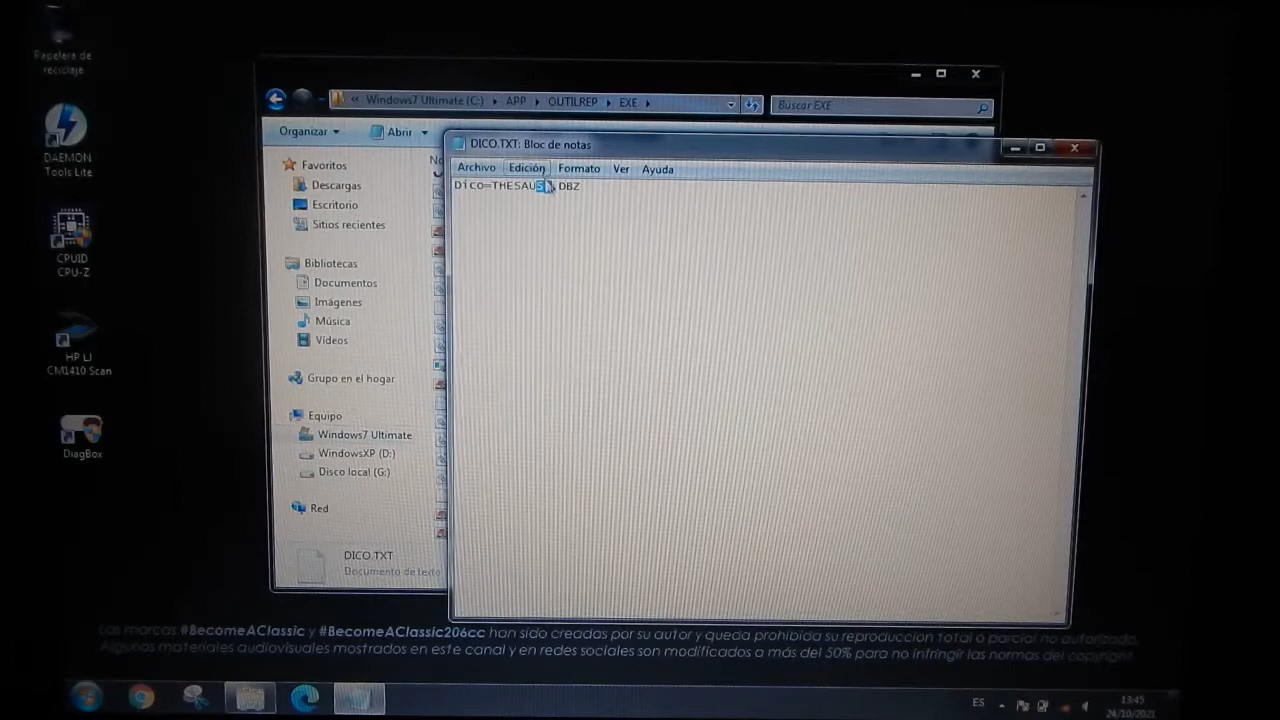 Papelera de
reciclaje
DAEMON
Tools Lite
CPUID
CPU-Z
HP LJ
CM1410 Scan
DiagBox
« Windows7 Ultimate (C:) ▸ APP ▸ OUTILREP ▸ EXE ▸
Buscar EXE
Organizar
Abrir
Favoritos
Descargas
Escritorio
Sitios recientes
Bibliotecas
Documentos
Imágenes
Música
Vídeos
Grupo en el hogar
Equipo
Windows7 Ultimate
WindowsXP (D:)
Disco local (G:)
Red
DICO.TXT
Documento de texto
DICO.TXT: Bloc de notas
Archivo Edición Formato Ver Ayuda
DBZ
Las marcas #BecomeAClassic y #BecomeAClassic206cc han sido creadas por su autor y queda prohibida su reproducción total o parcial no autorizada.
Algunos materiales audiovisuales mostrados en este canal y en redes sociales son modificados a más del 50% para no infringir las normas del copyright.
ES
13:45
24/10/2021